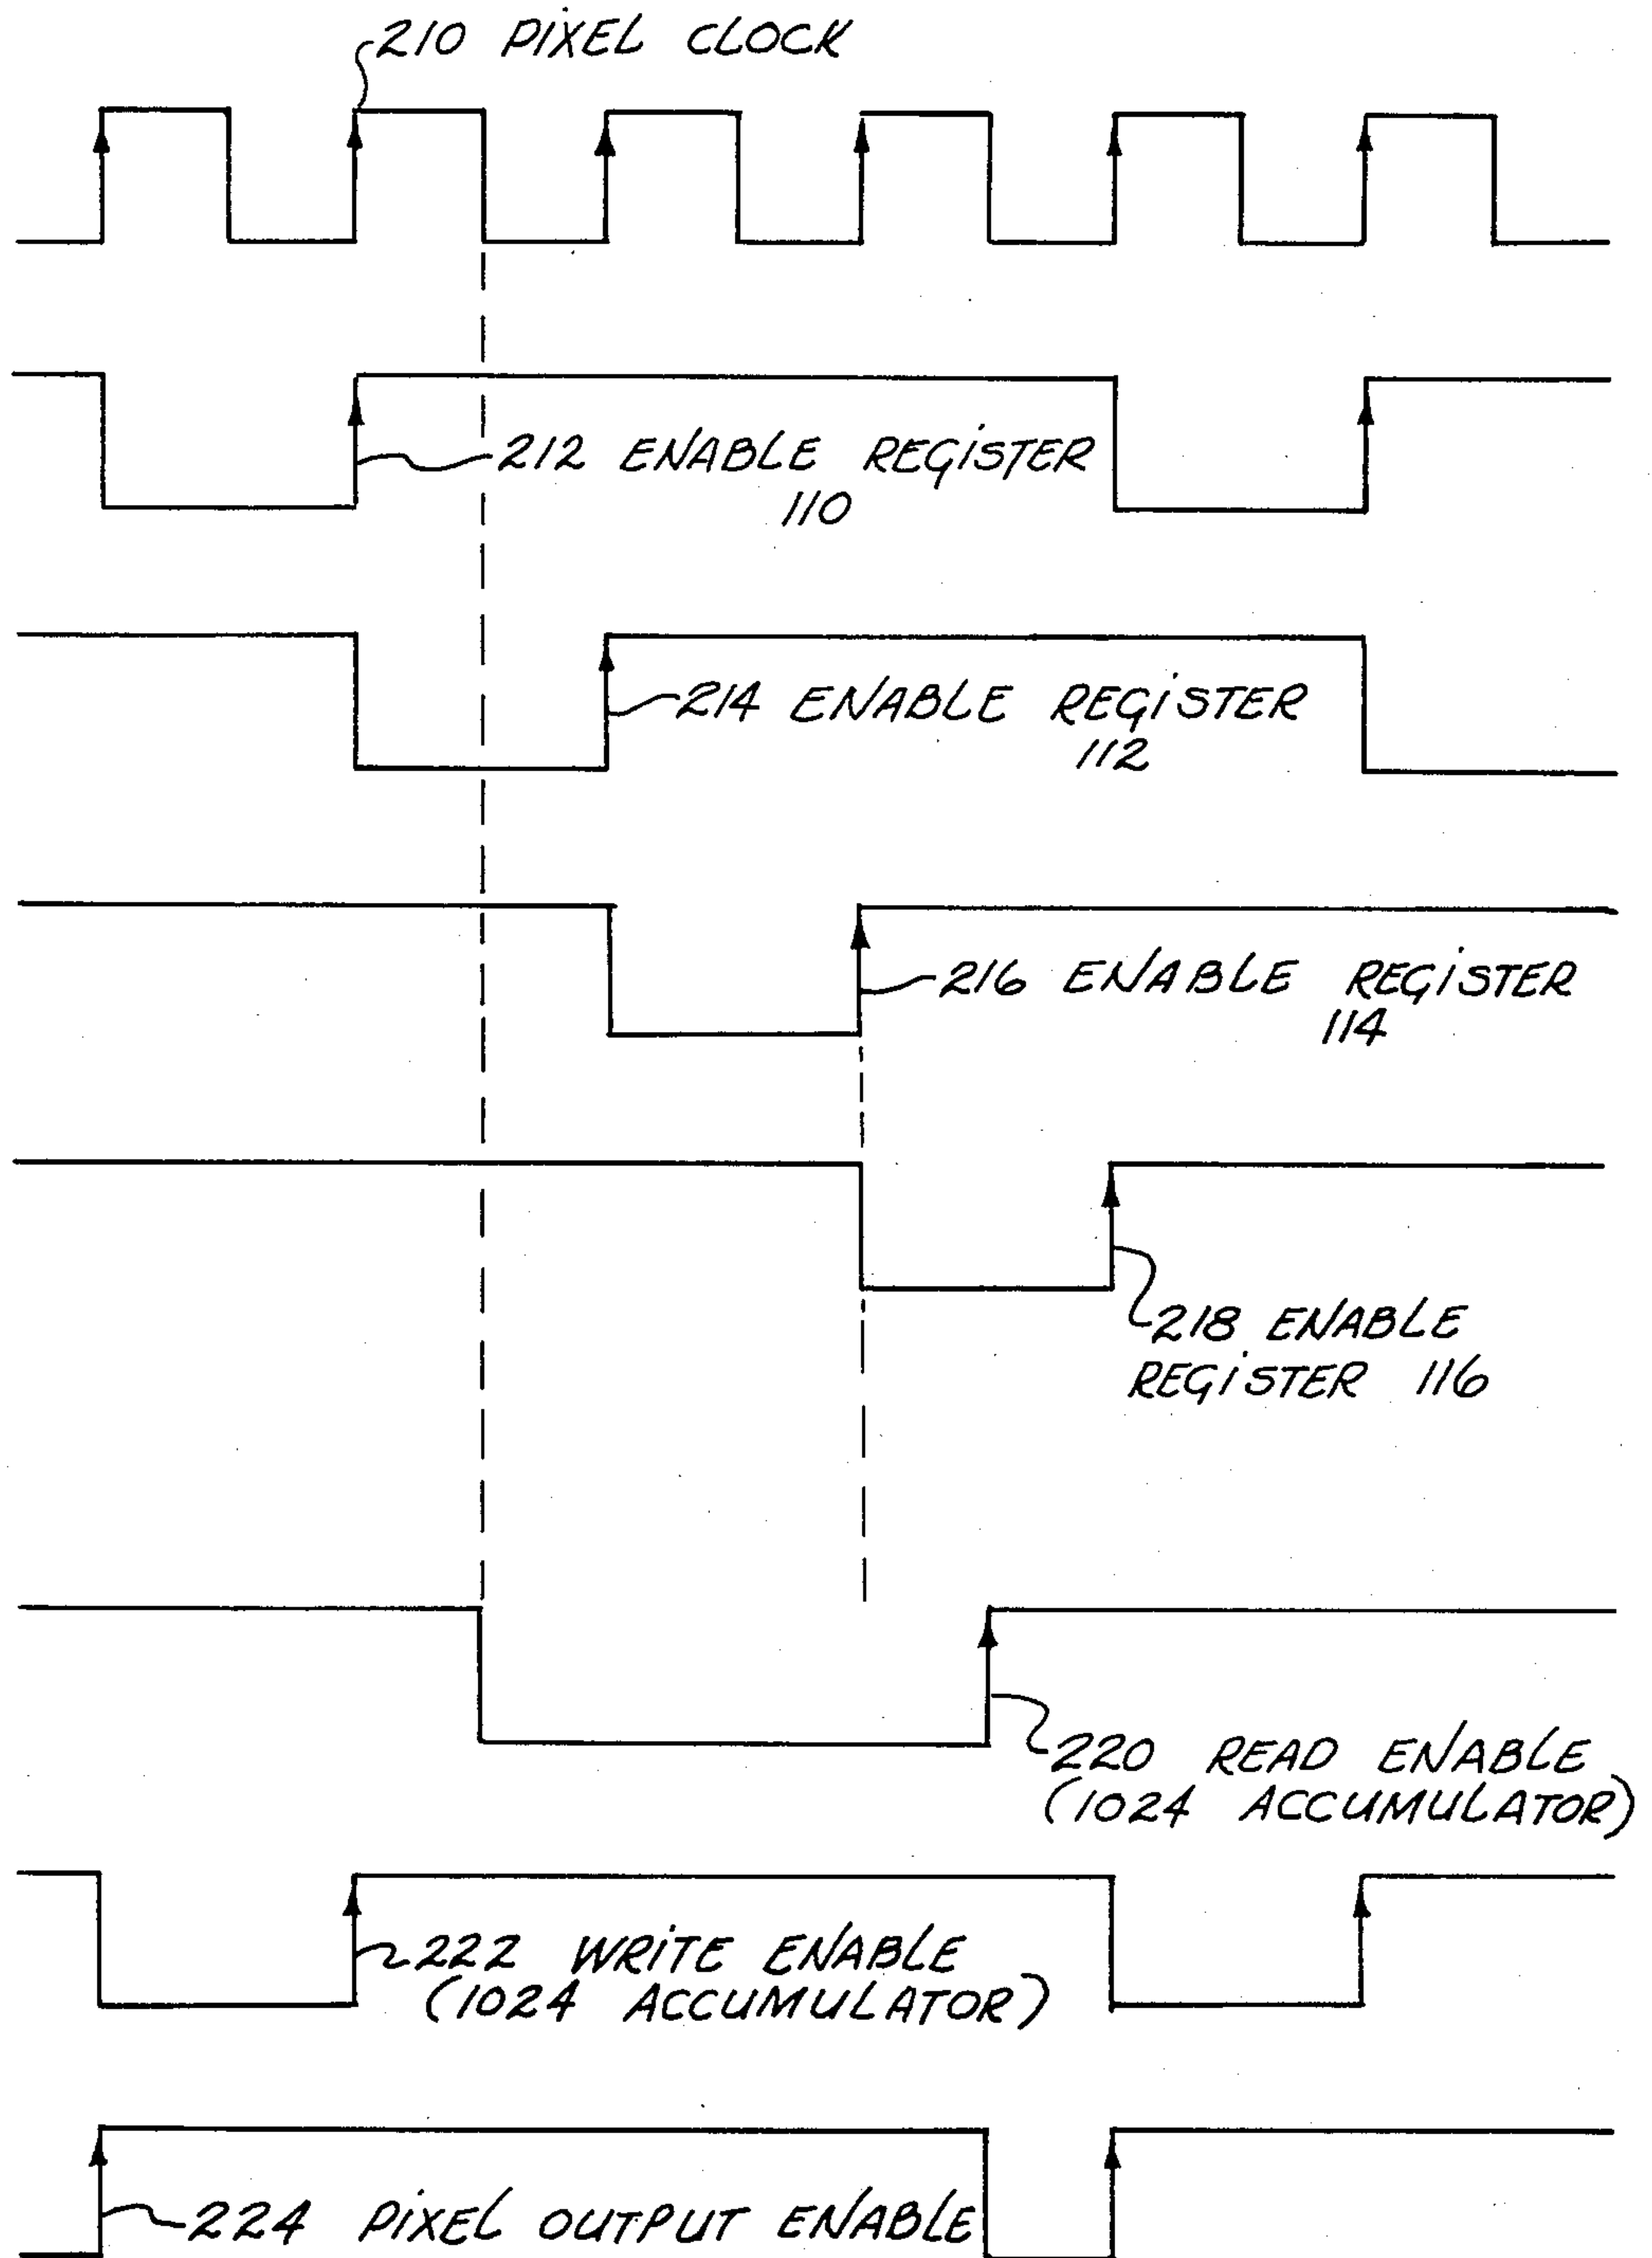 210 PIXEL CLOCK
212 ENABLE REGISTER
110
214 ENABLE REGISTER
112
216 ENABLE REGISTER
114
218 ENABLE
REGISTER 116
220 READ ENABLE
(1024 ACCUMULATOR)
222 WRITE ENABLE
(1024 ACCUMULATOR)
224 PIXEL OUTPUT ENABLE